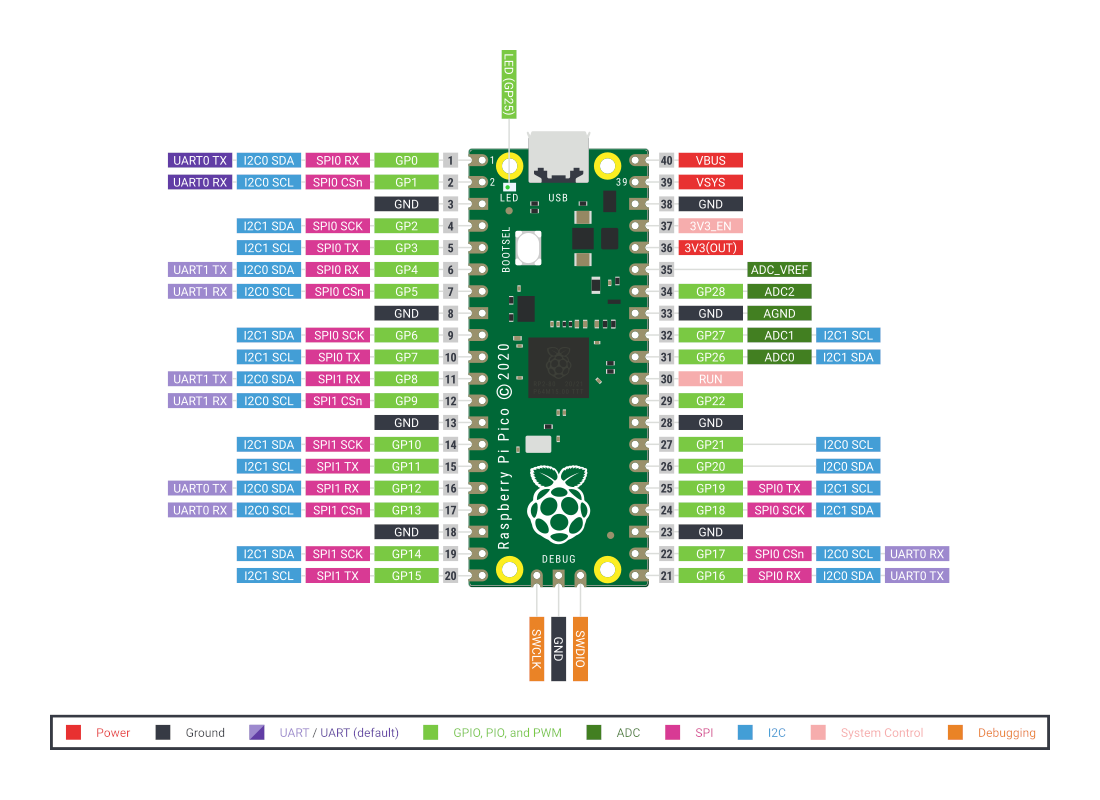 LED (GP25)
UART0 TX I2C0 SDA SPI0 RX GP0 1 1 40 VBUS
UART0 RX I2C0 SCL SPI0 CSn GP1 2 2 39 39 VSYS
GND 3 LED USB 38 GND
I2C1 SDA SPI0 SCK GP2 4 37 3V3_EN
I2C1 SCL SPI0 TX GP3 5 BOOTSEL 36 3V3(OUT)
UART1 TX I2C0 SDA SPI0 RX GP4 6 35 ADC_VREF
UART1 RX I2C0 SCL SPI0 CSn GP5 7 34 GP28 ADC2
GND 8 33 GND AGND
I2C1 SDA SPI0 SCK GP6 9 32 GP27 ADC1 I2C1 SCL
I2C1 SCL SPI0 TX GP7 10 31 GP26 ADC0 I2C1 SDA
UART1 TX I2C0 SDA SPI1 RX GP8 11 30 RUN
UART1 RX I2C0 SCL SPI1 CSn GP9 12 29 GP22
GND 13 28 GND
I2C1 SDA SPI1 SCK GP10 14 27 GP21 I2C0 SCL
I2C1 SCL SPI1 TX GP11 15 26 GP20 I2C0 SDA
UART0 TX I2C0 SDA SPI1 RX GP12 16 25 GP19 SPI0 TX I2C1 SCL
UART0 RX I2C0 SCL SPI1 CSn GP13 17 24 GP18 SPI0 SCK I2C1 SDA
GND 18 23 GND
Raspberry Pi Pico © 2020
I2C1 SDA SPI1 SCK GP14 19 DEBUG 22 GP17 SPI0 CSn I2C0 SCL UART0 RX
I2C1 SCL SPI1 TX GP15 20 21 GP16 SPI0 RX I2C0 SDA UART0 TX
SWCLK GND SWDIO
Power Ground UART / UART (default) GPIO, PIO, and PWM ADC SPI I2C System Control Debugging